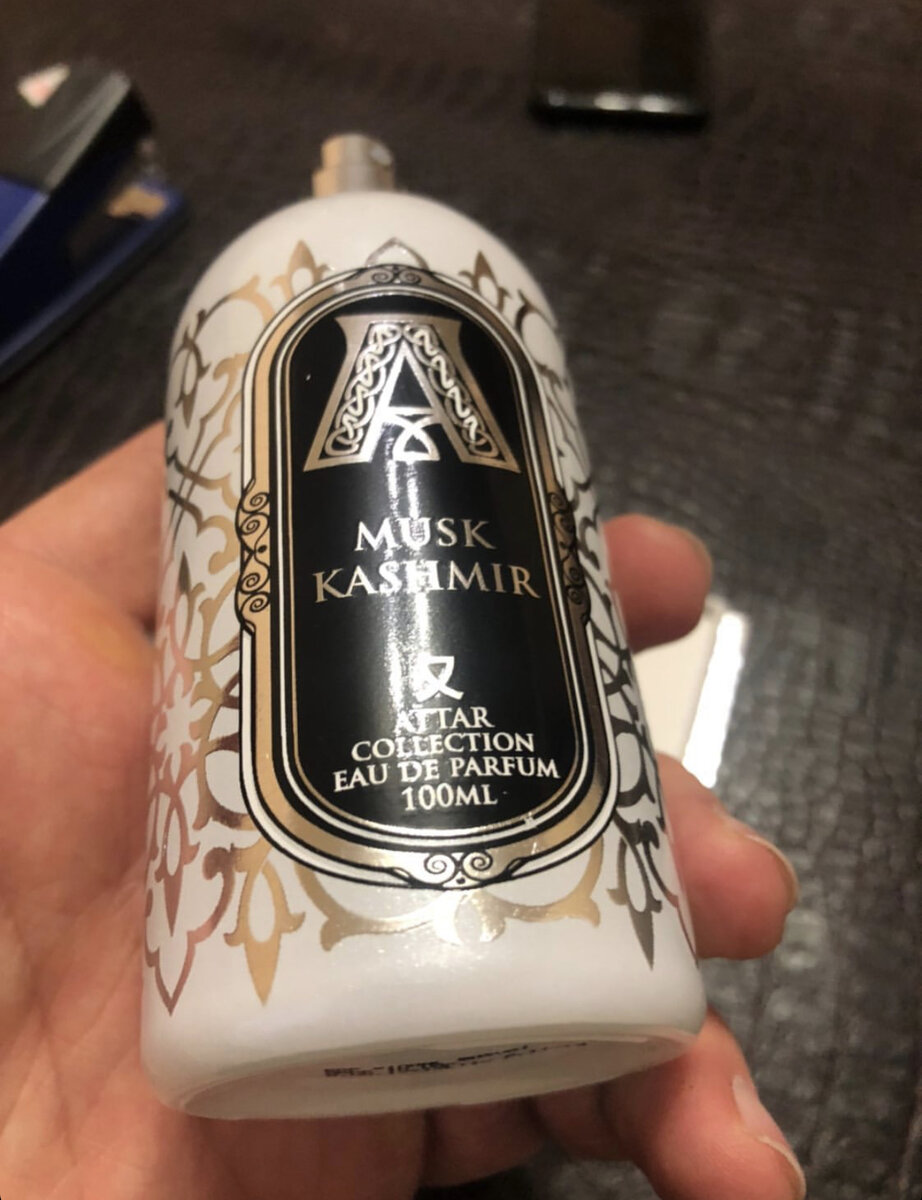 A
MUSK
KASHMIR
ATTAR
COLLECTION
EAU DE PARFUM
100ML